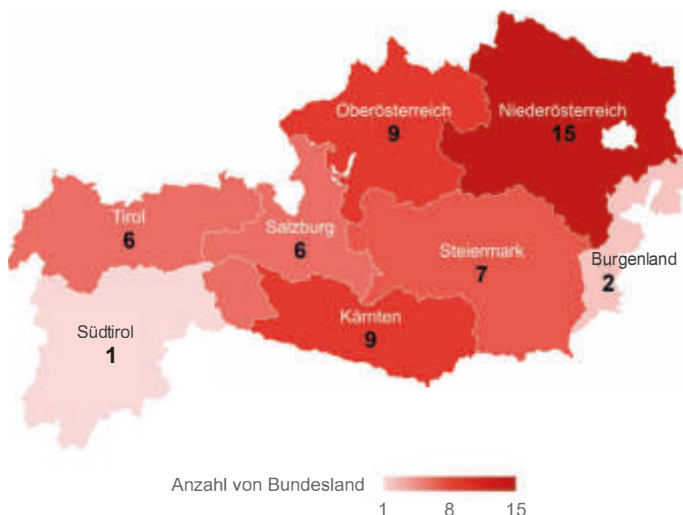 Oberösterreich
9
Niederösterreich
15
Tirol
6
Salzburg
6
Steiermark
7
Burgenland
2
Südtirol
1
Kärnten
9
Anzahl von Bundesland
1 8 15